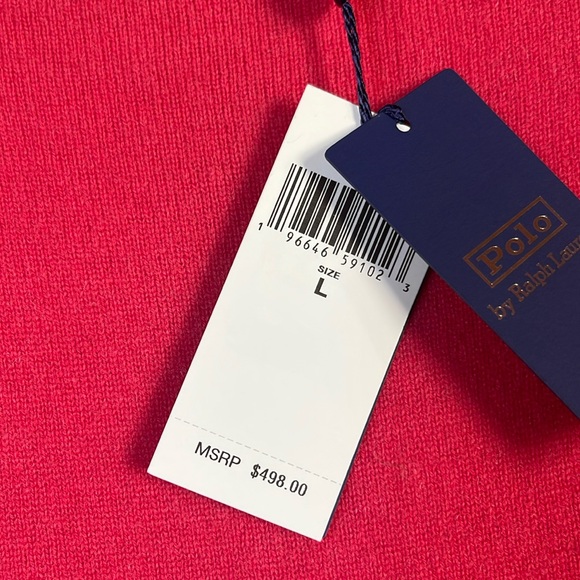 1 96646 59102 3
SIZE
L
MSRP $498.00
Polo
by Ralph